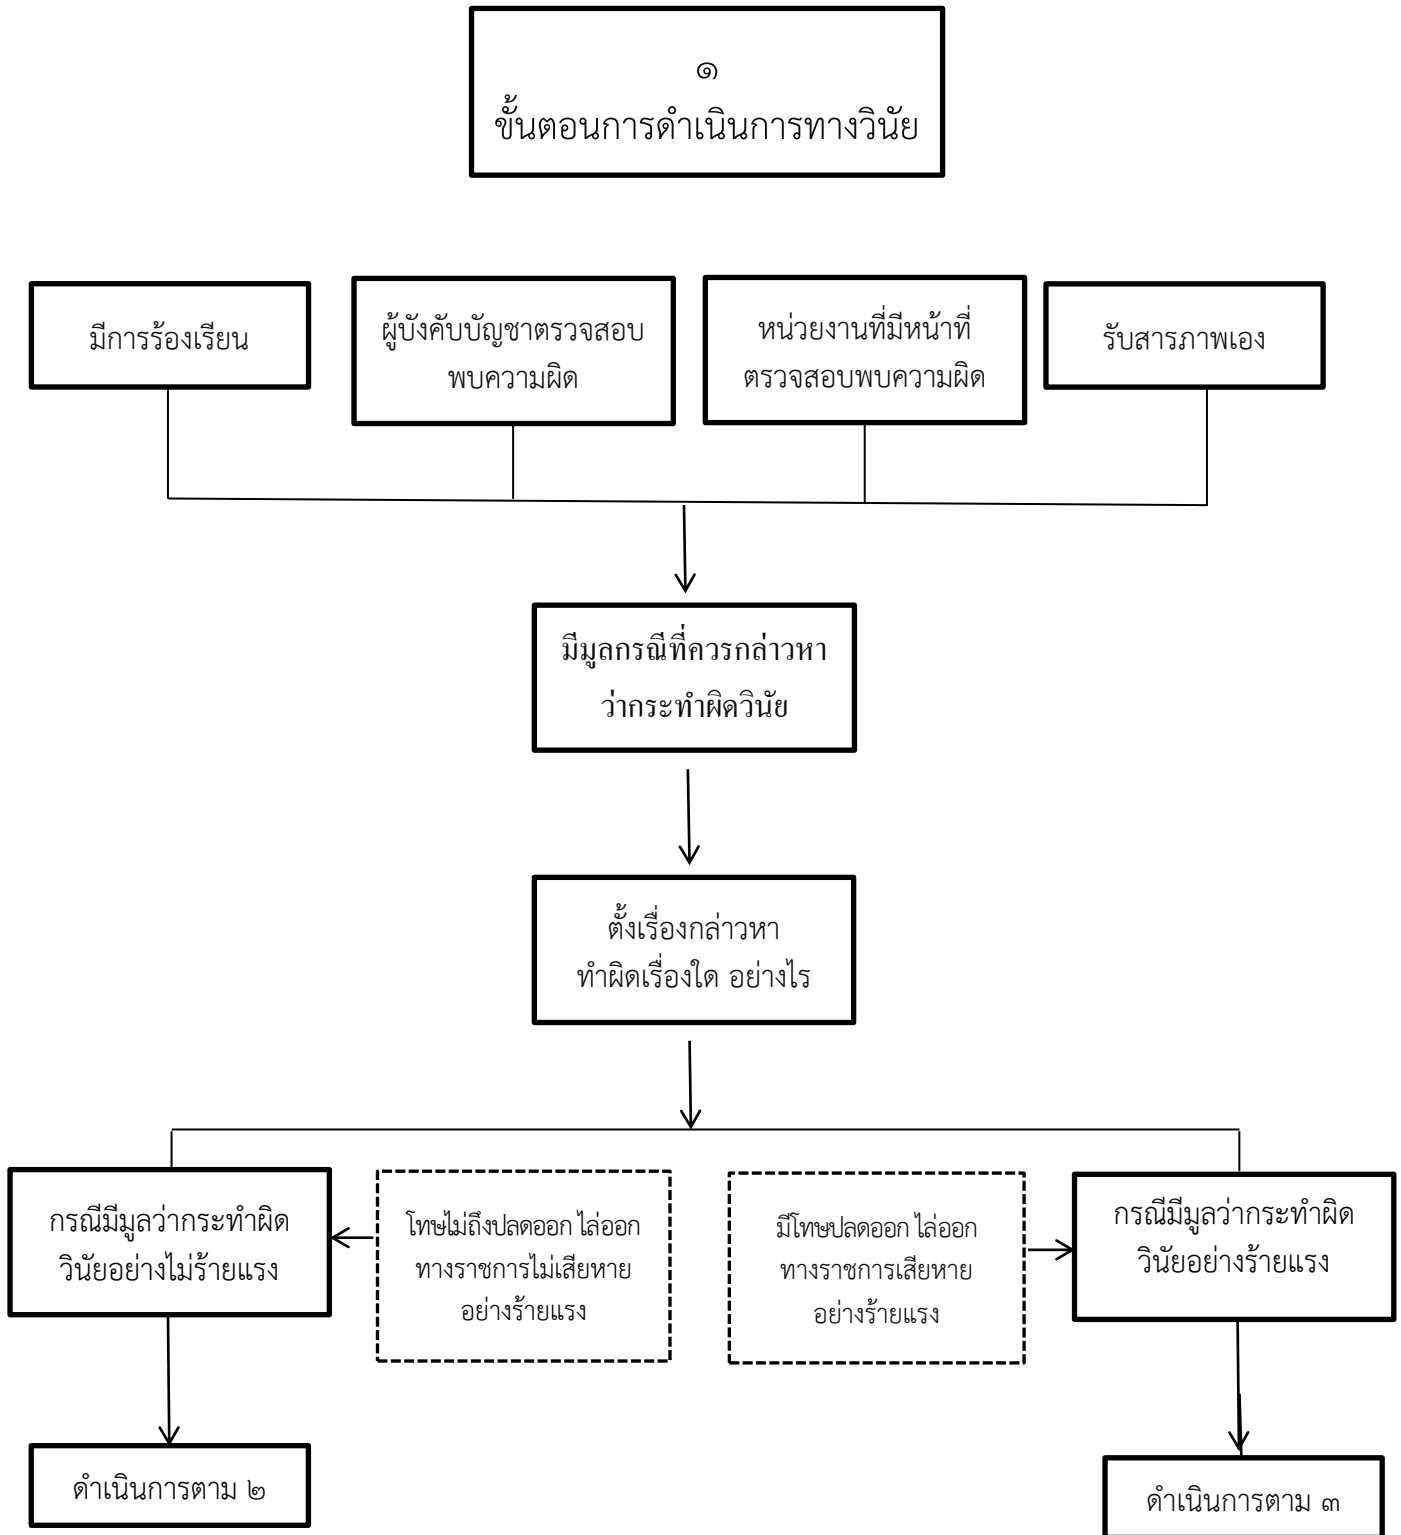 ๑
ขั้นตอนการดำเนินการทางวินัย
มีการร้องเรียน
ผู้บังคับบัญชาตรวจสอบ
พบความผิด
หน่วยงานที่มีหน้าที่
ตรวจสอบพบความผิด
รับสารภาพเอง
มีมูลกรณีที่ควรกล่าวหา
ว่ากระทำผิดวินัย
ตั้งเรื่องกล่าวหา
ทำผิดเรื่องใด อย่างไร
กรณีมีมูลว่ากระทำผิด
วินัยอย่างไม่ร้ายแรง
โทษไม่ถึงปลดออก ไล่ออก
ทางราชการไม่เสียหาย
อย่างร้ายแรง
มีโทษปลดออก ไล่ออก
ทางราชการเสียหาย
อย่างร้ายแรง
กรณีมีมูลว่ากระทำผิด
วินัยอย่างร้ายแรง
ดำเนินการตาม ๒
ดำเนินการตาม ๓